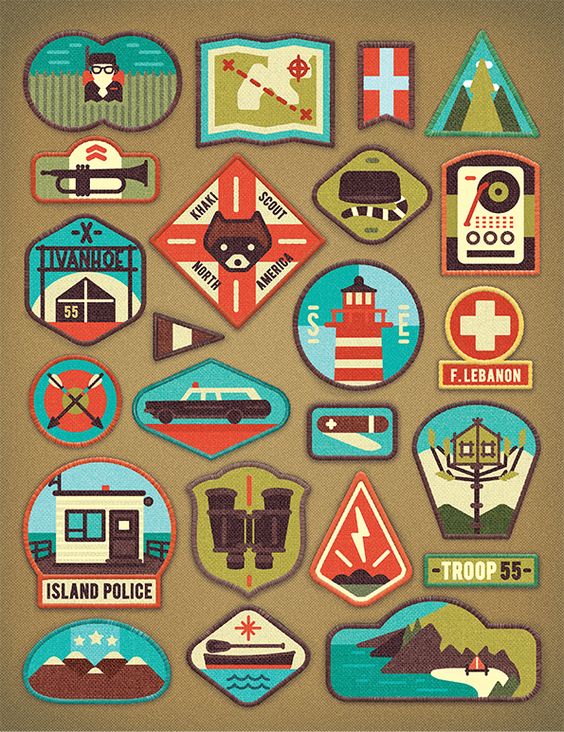 KHAKI SCOUT
NORTH AMERICA
X
IVANHOE
55
S E
F. LEBANON
ISLAND POLICE
-TROOP 55-